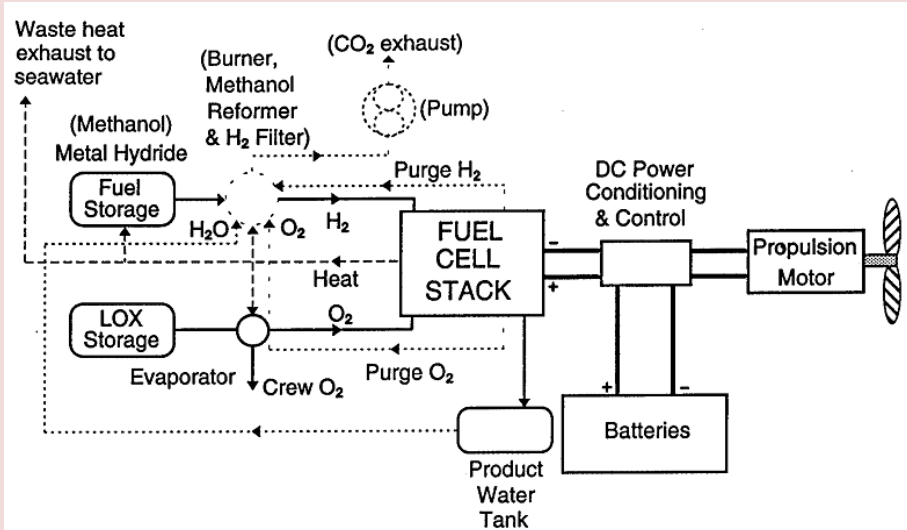 Waste heat
exhaust to
seawater
(CO₂ exhaust)
(Burner,
Methanol
Reformer
& H₂ Filter)
(Pump)
(Methanol)
Metal Hydride
Fuel
Storage
Purge H₂
H₂O
O₂
H₂
DC Power
Conditioning
& Control
FUEL
CELL
STACK
-
+
Propulsion
Motor
Heat
LOX
Storage
O₂
Evaporator
Crew O₂
Purge O₂
+
-
Batteries
Product
Water
Tank